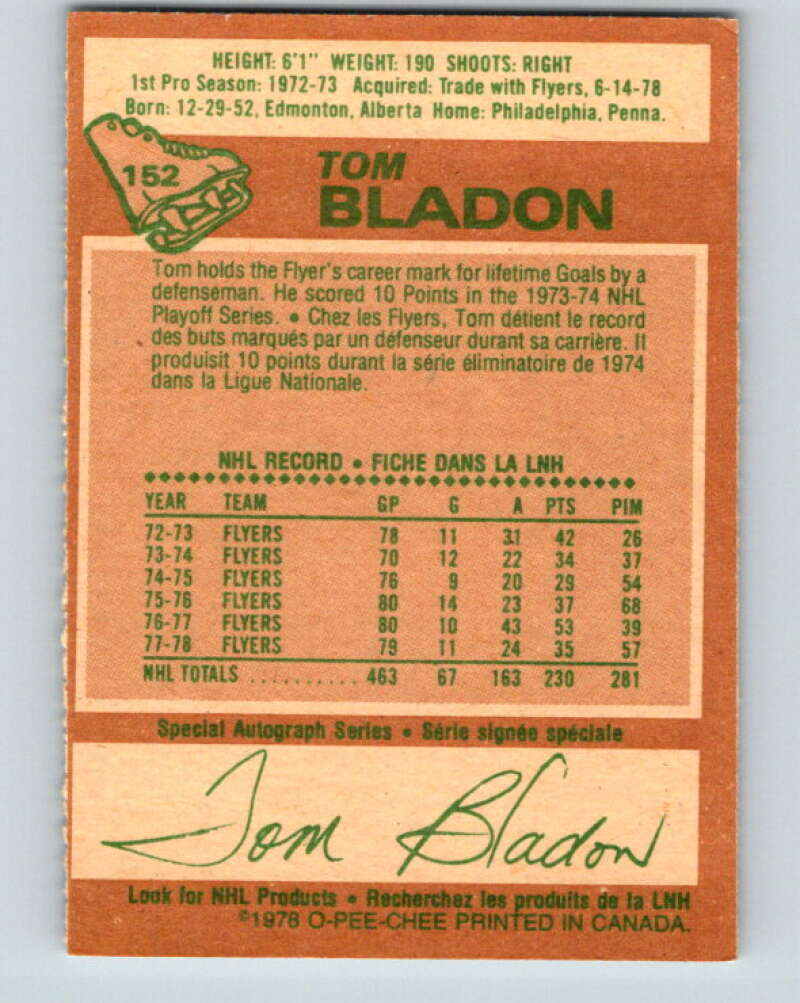 HEIGHT: 6'1" WEIGHT: 190 SHOOTS: RIGHT
1st Pro Season: 1972-73 Acquired: Trade with Flyers, 6-14-78
Born: 12-29-52, Edmonton, Alberta Home: Philadelphia, Penna.
152
TOM
BLADON
Tom holds the Flyer's career mark for lifetime Goals by a
defenseman. He scored 10 Points in the 1973-74 NHL
Playoff Series. • Chez les Flyers, Tom détient le record
des buts marqués par un défenseur durant sa carrière. Il
produisit 10 points durant la série éliminatoire de 1974
dans la Ligue Nationale.
NHL RECORD • FICHE DANS LA LNH
YEAR TEAM GP G A PTS PIM
72-73 FLYERS 78 11 31 42 26
73-74 FLYERS 70 12 22 34 37
74-75 FLYERS 76 9 20 29 54
75-76 FLYERS 80 14 23 37 68
76-77 FLYERS 80 10 43 53 39
77-78 FLYERS 79 11 24 35 57
NHL TOTALS .......... 463 67 163 230 281
Special Autograph Series • Série signée spéciale
Tom Bladon
Look for NHL Products • Recherchez les produits de la LNH
©1978 O-PEE-CHEE PRINTED IN CANADA.